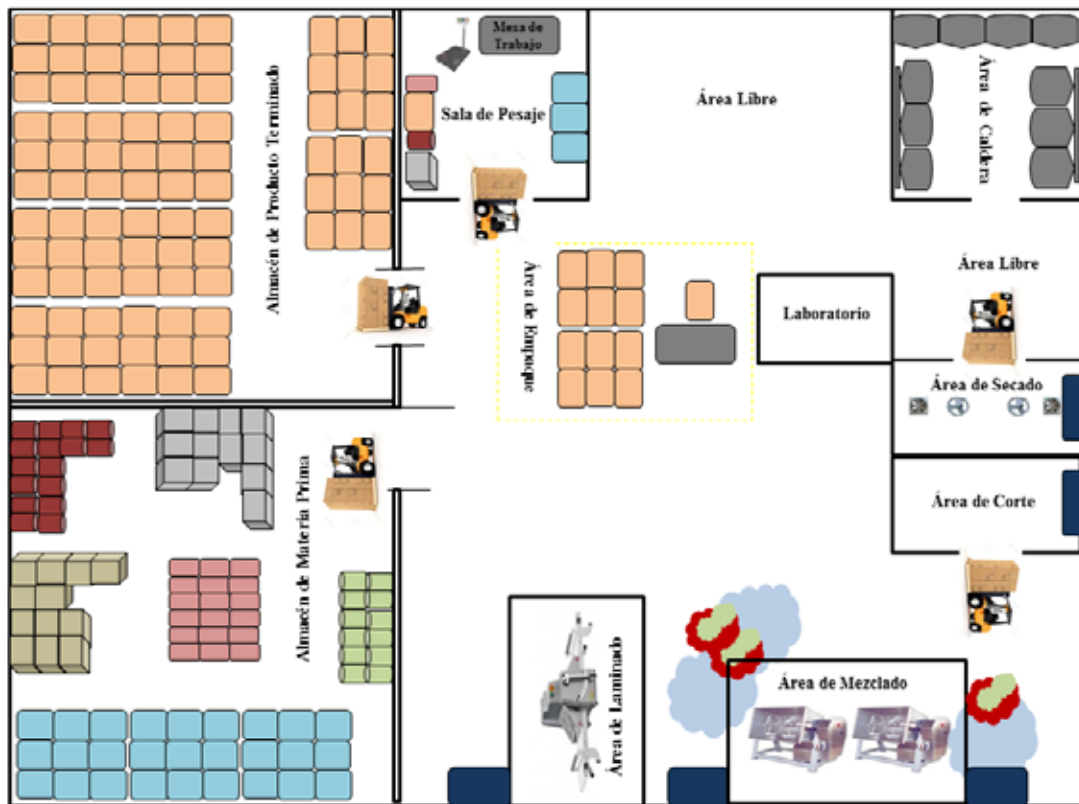 Mesa de
Trabajo
Sala de Pesaje
Área Libre
Área de Caldera
Almacén de Producto Terminado
Área de Empaque
Área Libre
Laboratorio
Área de Secado
Área de Corte
Almacén de Materia Prima
Área de Laminado
Área de Mezclado